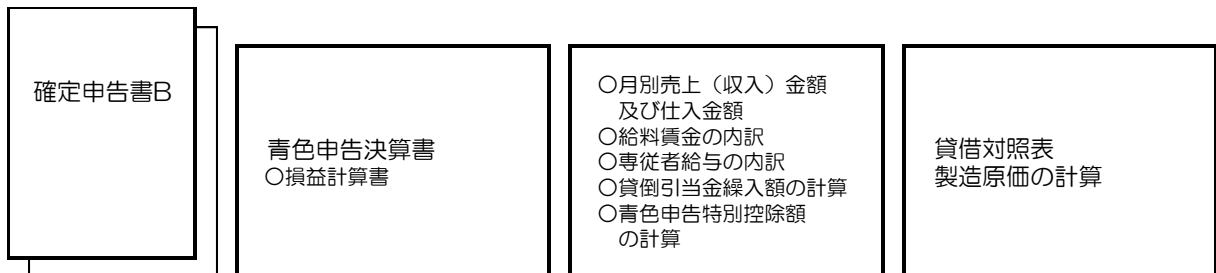 確定申告書B
青色申告決算書
○損益計算書
○月別売上（収入）金額
及び仕入金額
○給料賃金の内訳
○専従者給与の内訳
○貸倒引当金繰入額の計算
○青色申告特別控除額
の計算
貸借対照表
製造原価の計算